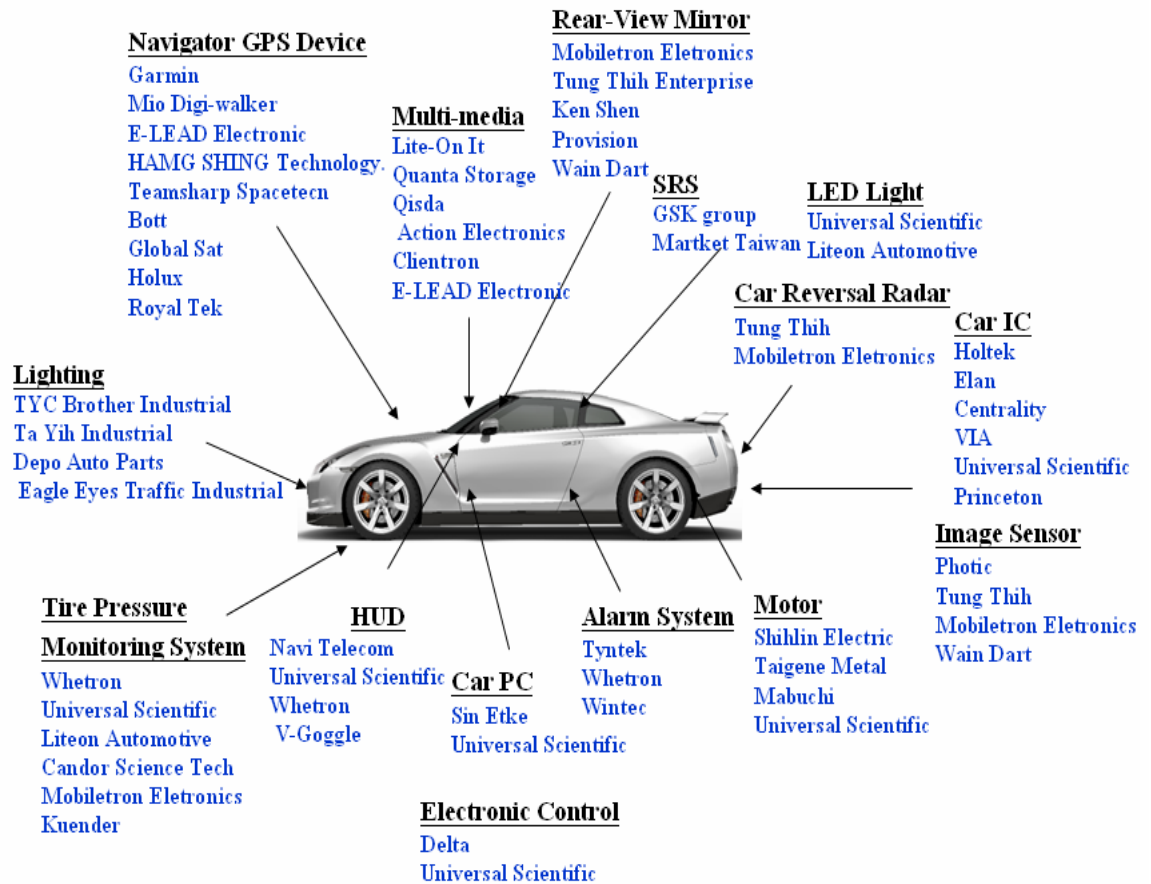 Navigator GPS Device
Garmin
Mio Digi-walker
E-LEAD Electronic
HAMG SHING Technology.
Teamsharp Spacetecn
Bott
Global Sat
Holux
Royal Tek
Multi-media
Lite-On It
Quanta Storage
Qisda
Action Electronics
Clientron
E-LEAD Electronic
Rear-View Mirror
Mobiletron Eletronics
Tung Thih Enterprise
Ken Shen
Provision
Wain Dart
SRS
GSK group
Martket Taiwan
LED Light
Universal Scientific
Liteon Automotive
Car Reversal Radar
Tung Thih
Mobiletron Eletronics
Car IC
Holtek
Elan
Centrality
VIA
Universal Scientific
Princeton
Lighting
TYC Brother Industrial
Ta Yih Industrial
Depo Auto Parts
Eagle Eyes Traffic Industrial
Image Sensor
Photic
Tung Thih
Mobiletron Eletronics
Wain Dart
Tire Pressure
Monitoring System
Whetron
Universal Scientific
Liteon Automotive
Candor Science Tech
Mobiletron Eletronics
Kuender
HUD
Navi Telecom
Universal Scientific
Whetron
V-Goggle
Car PC
Sin Etke
Universal Scientific
Alarm System
Tyntek
Whetron
Wintec
Motor
Shihlin Electric
Taigene Metal
Mabuchi
Universal Scientific
Electronic Control
Delta
Universal Scientific